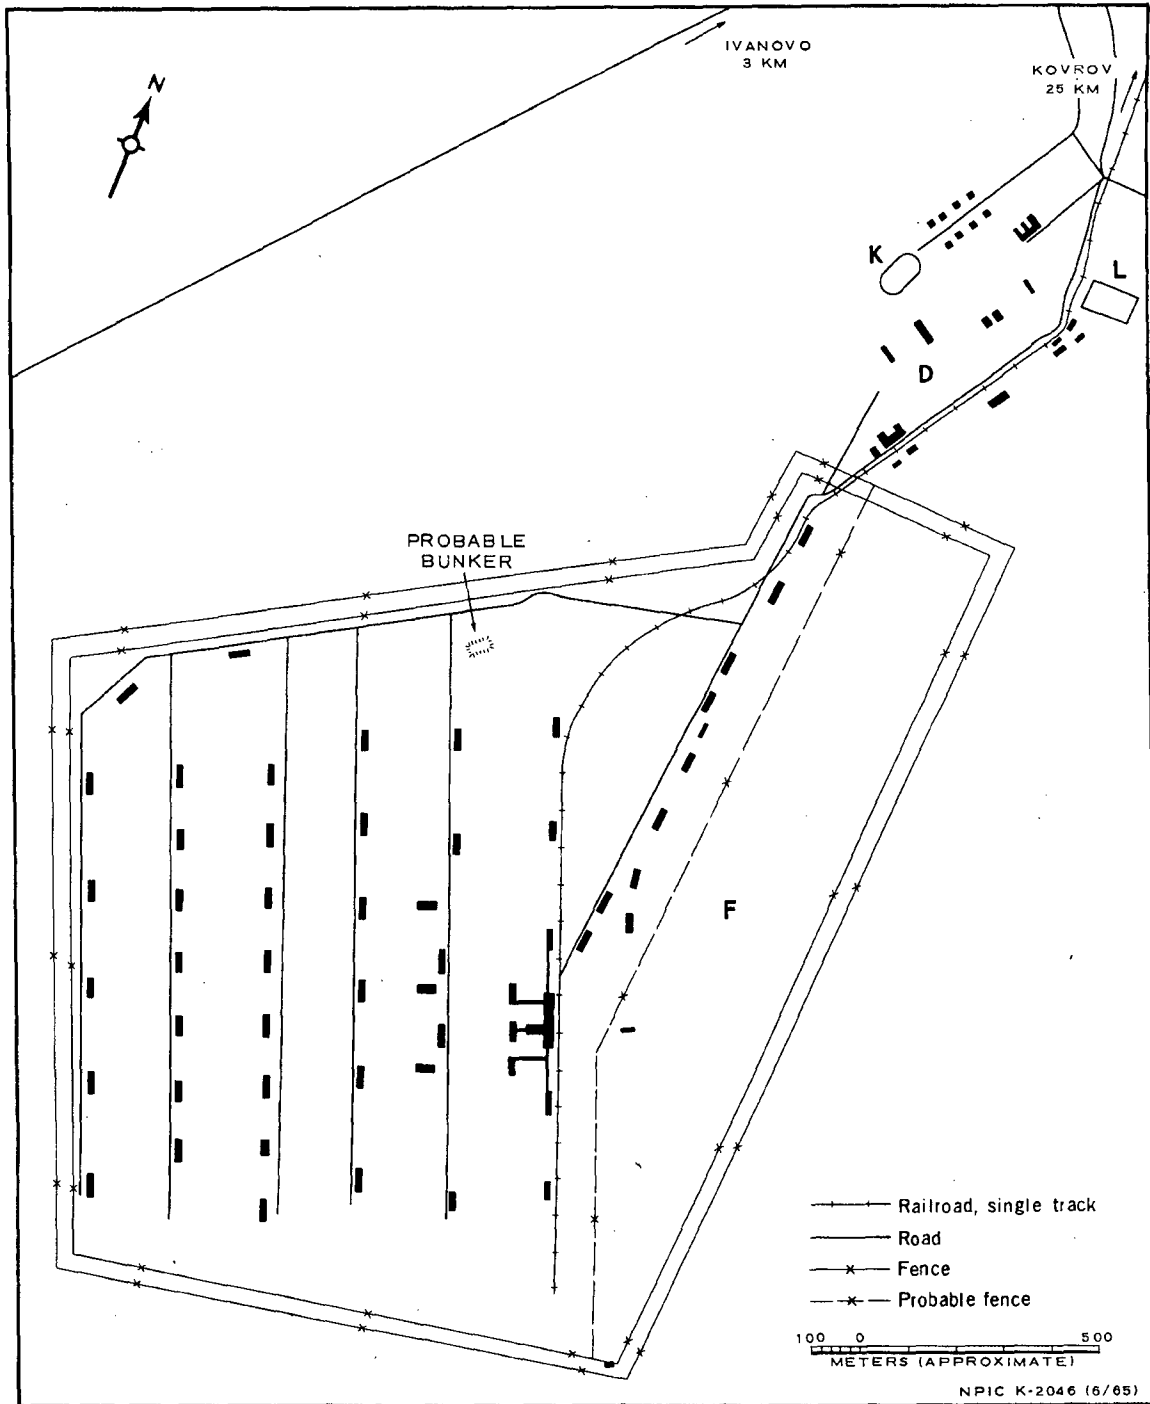 IVANOVO
3 KM
KOVROV
25 KM
N
K
L
D
PROBABLE
BUNKER
F
Railroad, single track
Road
Fence
Probable fence
100 0 500
METERS (APPROXIMATE)
NPIC K-2046 (6/65)